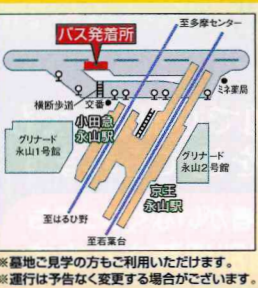 至多摩センター
バス発着所
横断歩道
交番
ミネ薬局
小田急
永山駅
グリナード
永山1号館
グリナード
永山2号館
京王
永山駅
至はるひ野
至若葉台
※墓地ご見学の方もご利用いただけます。
※運行は予告なく変更する場合がございます。